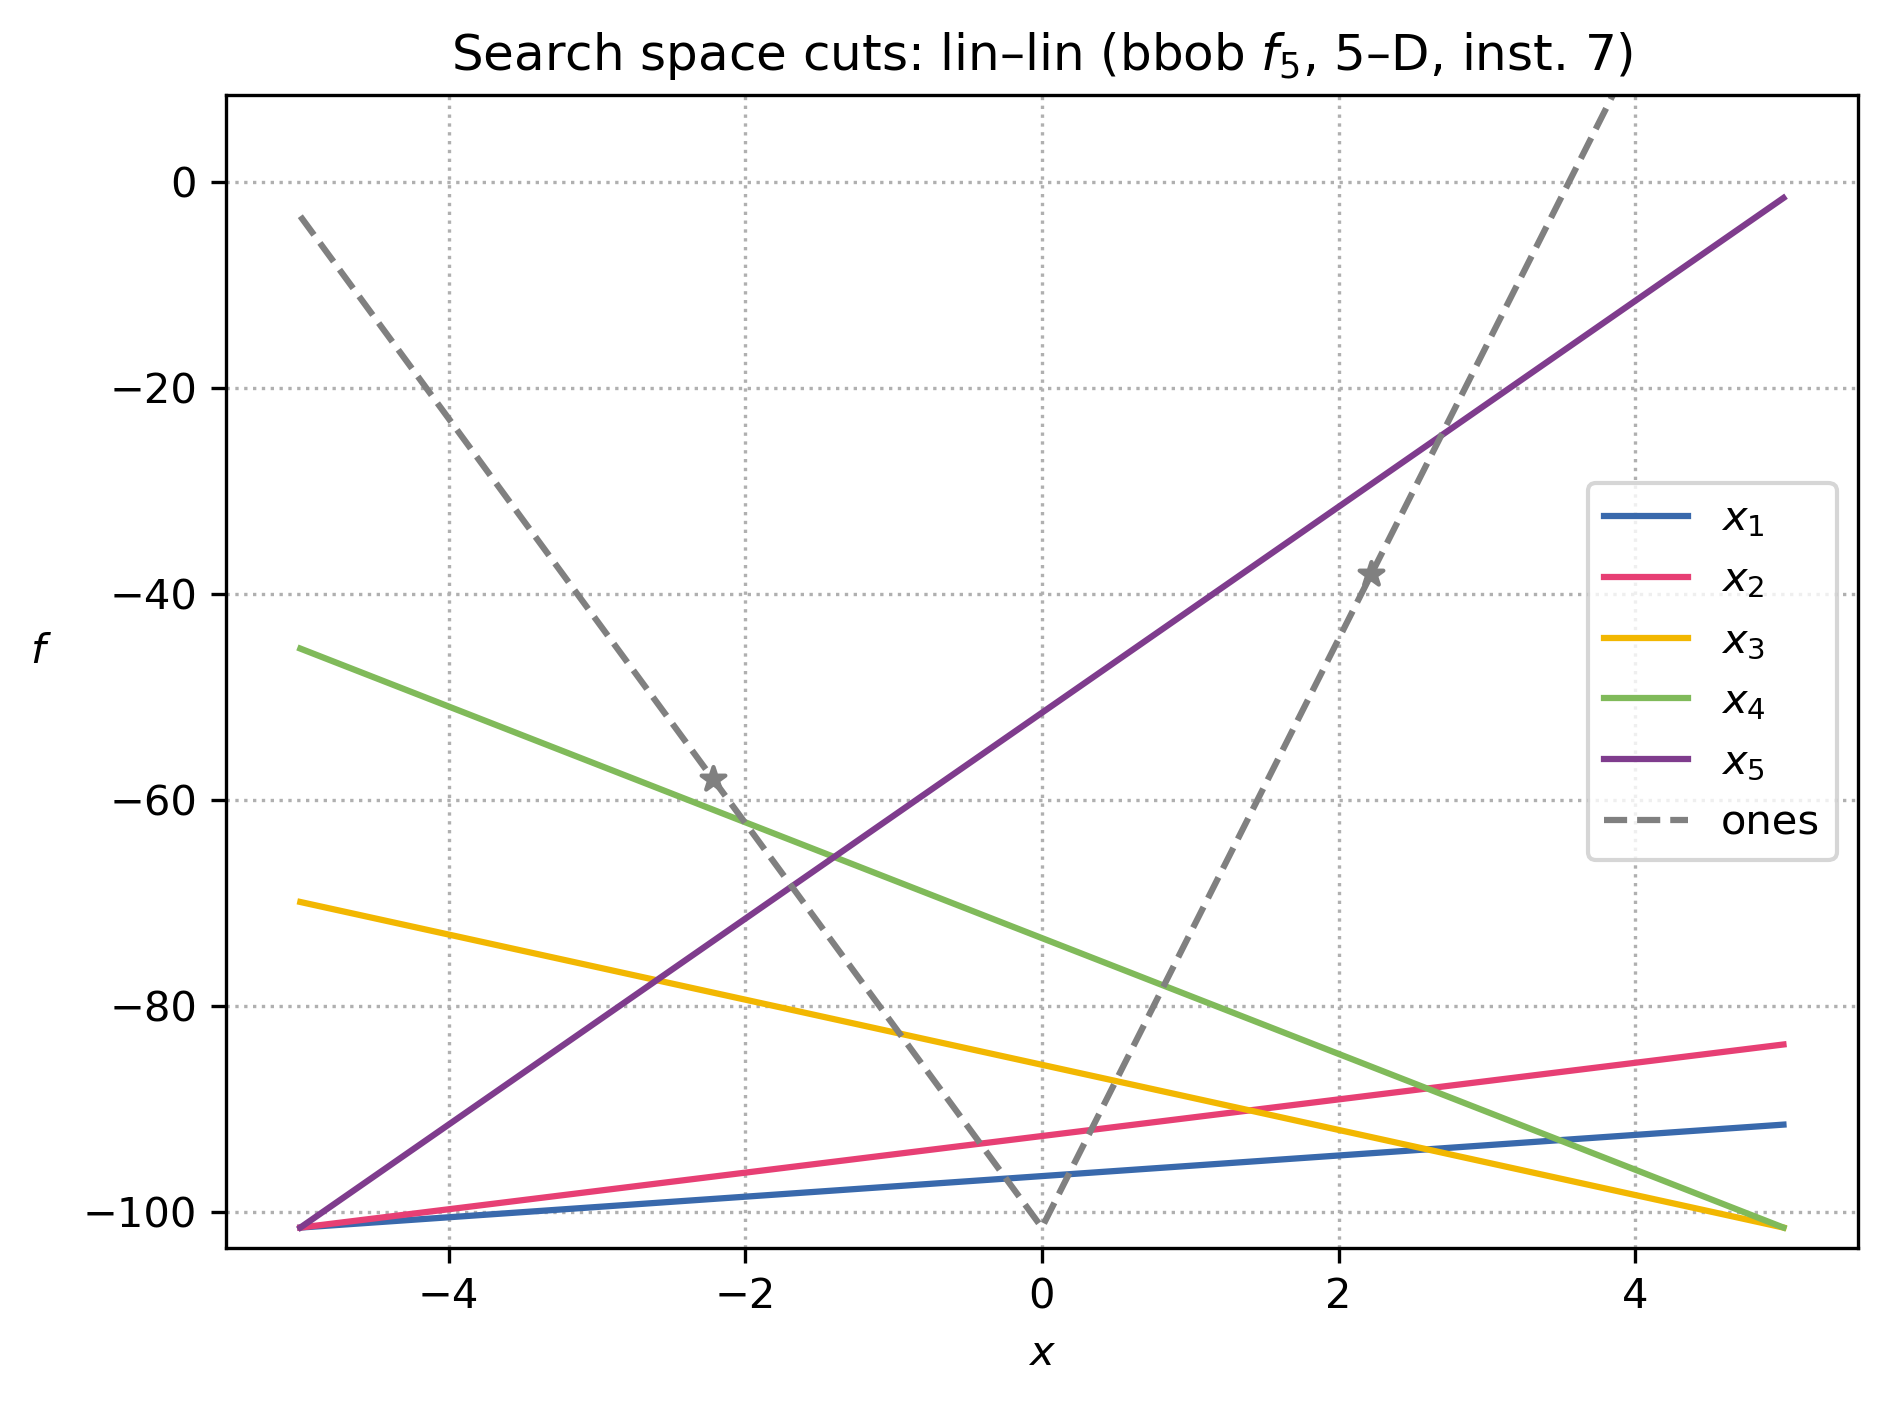 Search space cuts: lin–lin (bbob f₅, 5–D, inst. 7)
0
−20
−40
−60
−80
−100
f
−4
−2
0
2
4
x
x₁
x₂
x₃
x₄
x₅
ones